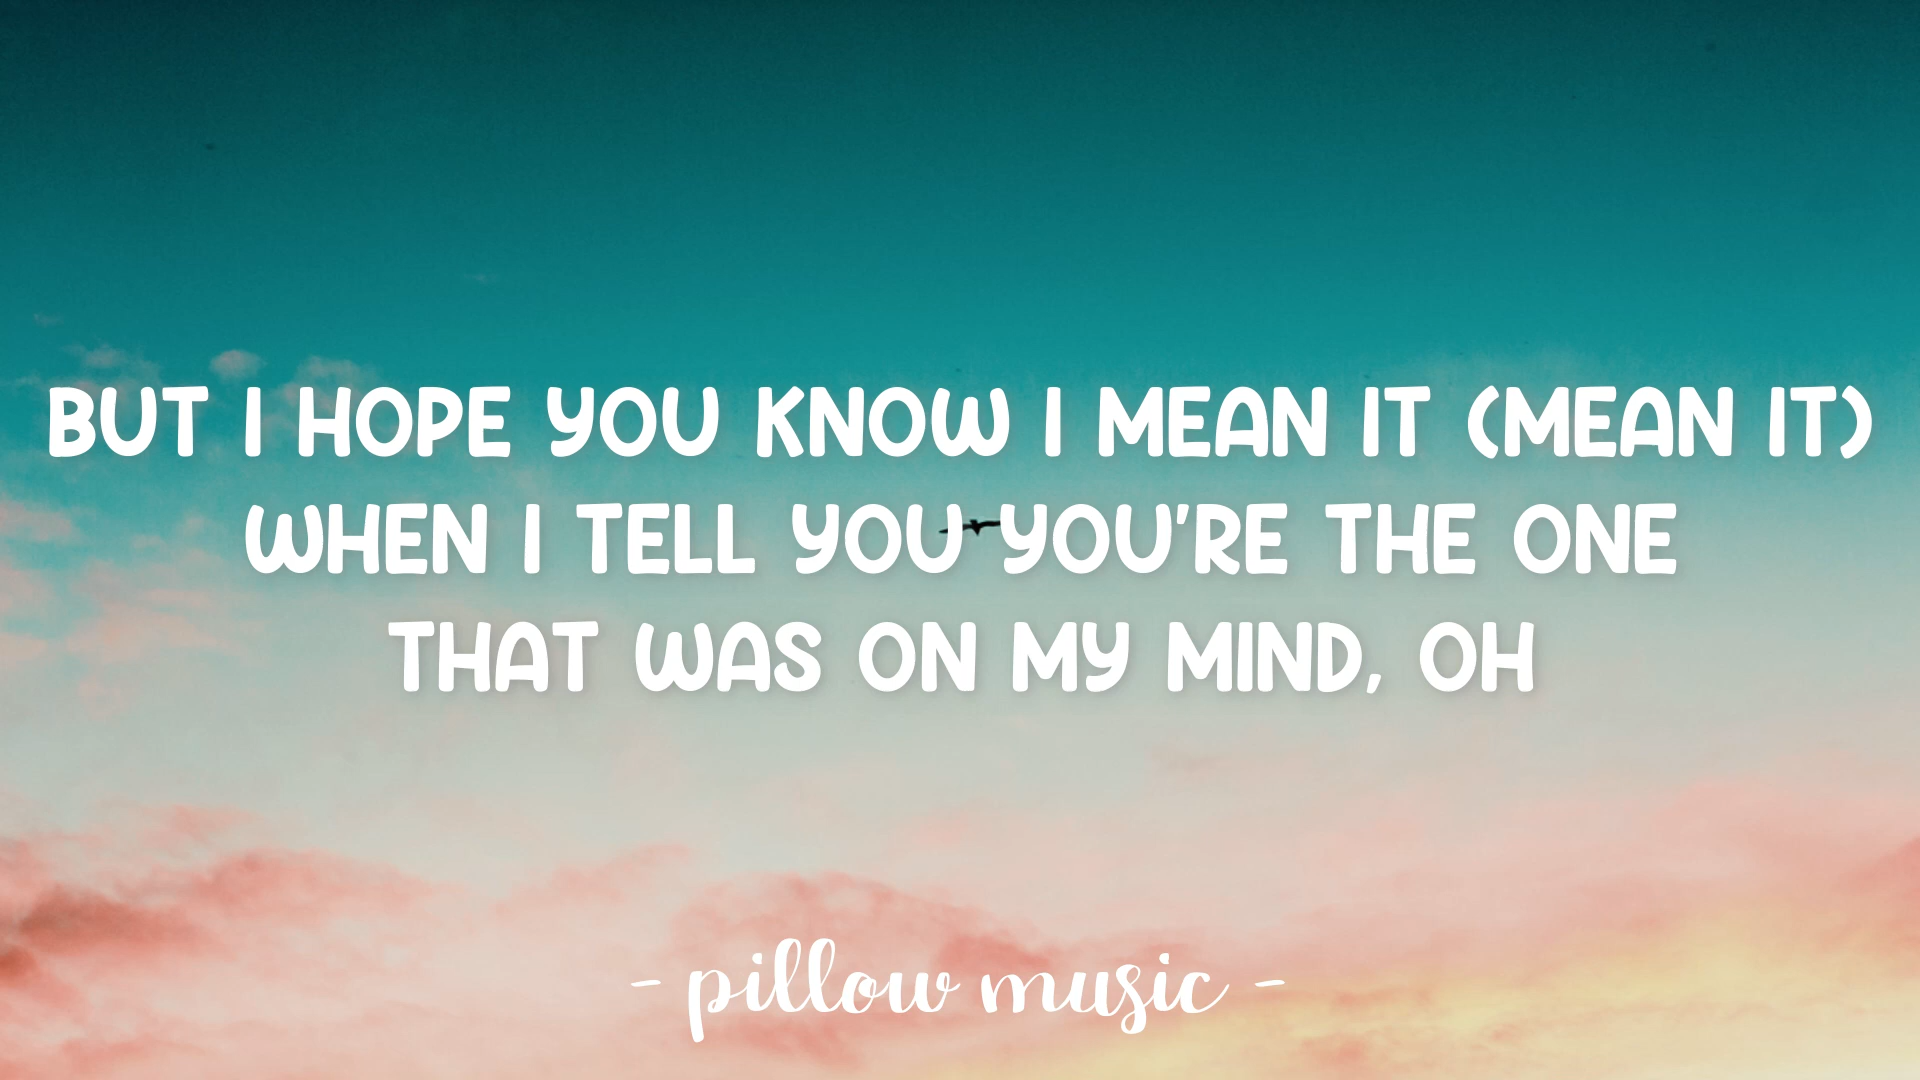 BUT I HOPE YOU KNOW I MEAN IT (MEAN IT)
WHEN I TELL YOU YOU'RE THE ONE
THAT WAS ON MY MIND, OH
- pillow music -